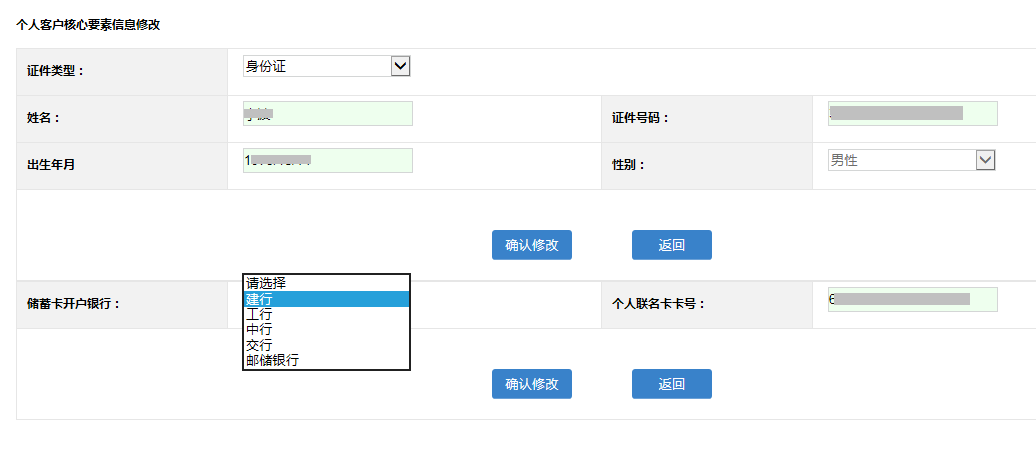 个人客户核心要素信息修改
证件类型：
身份证
姓名：
证件号码：
出生年月
性别：
男性
确认修改
返回
储蓄卡开户银行：
请选择
建行
工行
中行
交行
邮储银行
个人联名卡卡号：
6
确认修改
返回